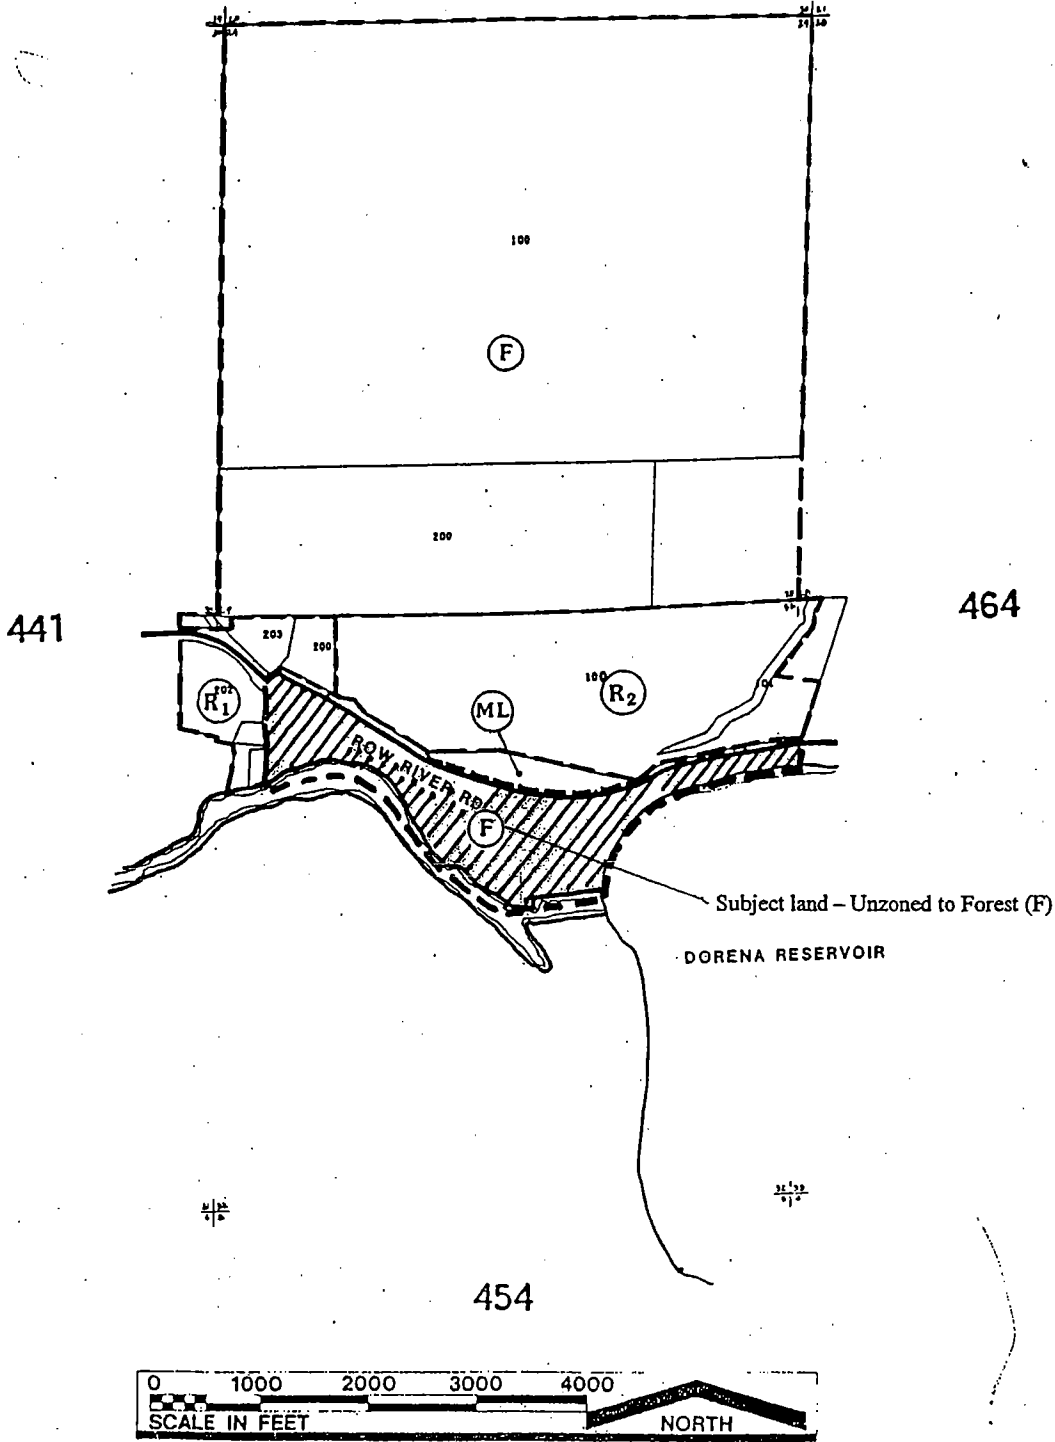 100
F
200
441
464
203
200
202
R1
100
R2
101
ML
ROW RIVER RD
F
Subject land – Unzoned to Forest (F)
DORENA RESERVOIR
454
0 1000 2000 3000 4000
SCALE IN FEET
NORTH